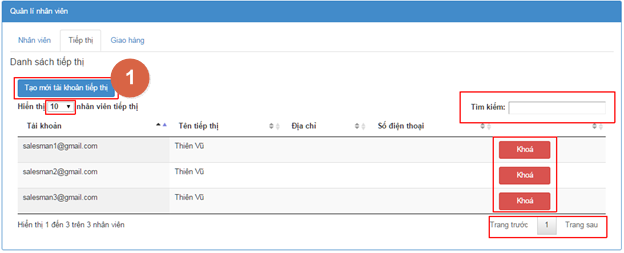 Quản lí nhân viên
Nhân viên Tiếp thị Giao hàng
Danh sách tiếp thị
Tạo mới tài khoản tiếp thị
1
Hiển thị 10 nhân viên tiếp thị Tìm kiếm:
Tài khoản Tên tiếp thị Địa chỉ Số điện thoại
salesman1@gmail.com Thiên Vũ Khoá
salesman2@gmail.com Thiên Vũ Khoá
salesman3@gmail.com Thiên Vũ Khoá
Hiển thị 1 đến 3 trên 3 nhân viên Trang trước 1 Trang sau